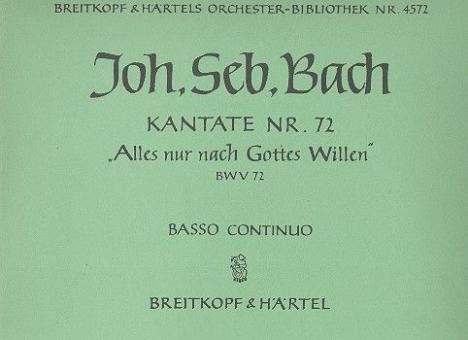 BREITKOPF & HÄRTELS ORCHESTER-BIBLIOTHEK NR. 4572
Joh. Seb. Bach
KANTATE NR. 72
„Alles nur nach Gottes Willen“
BWV 72
BASSO CONTINUO
BREITKOPF & HÄRTEL